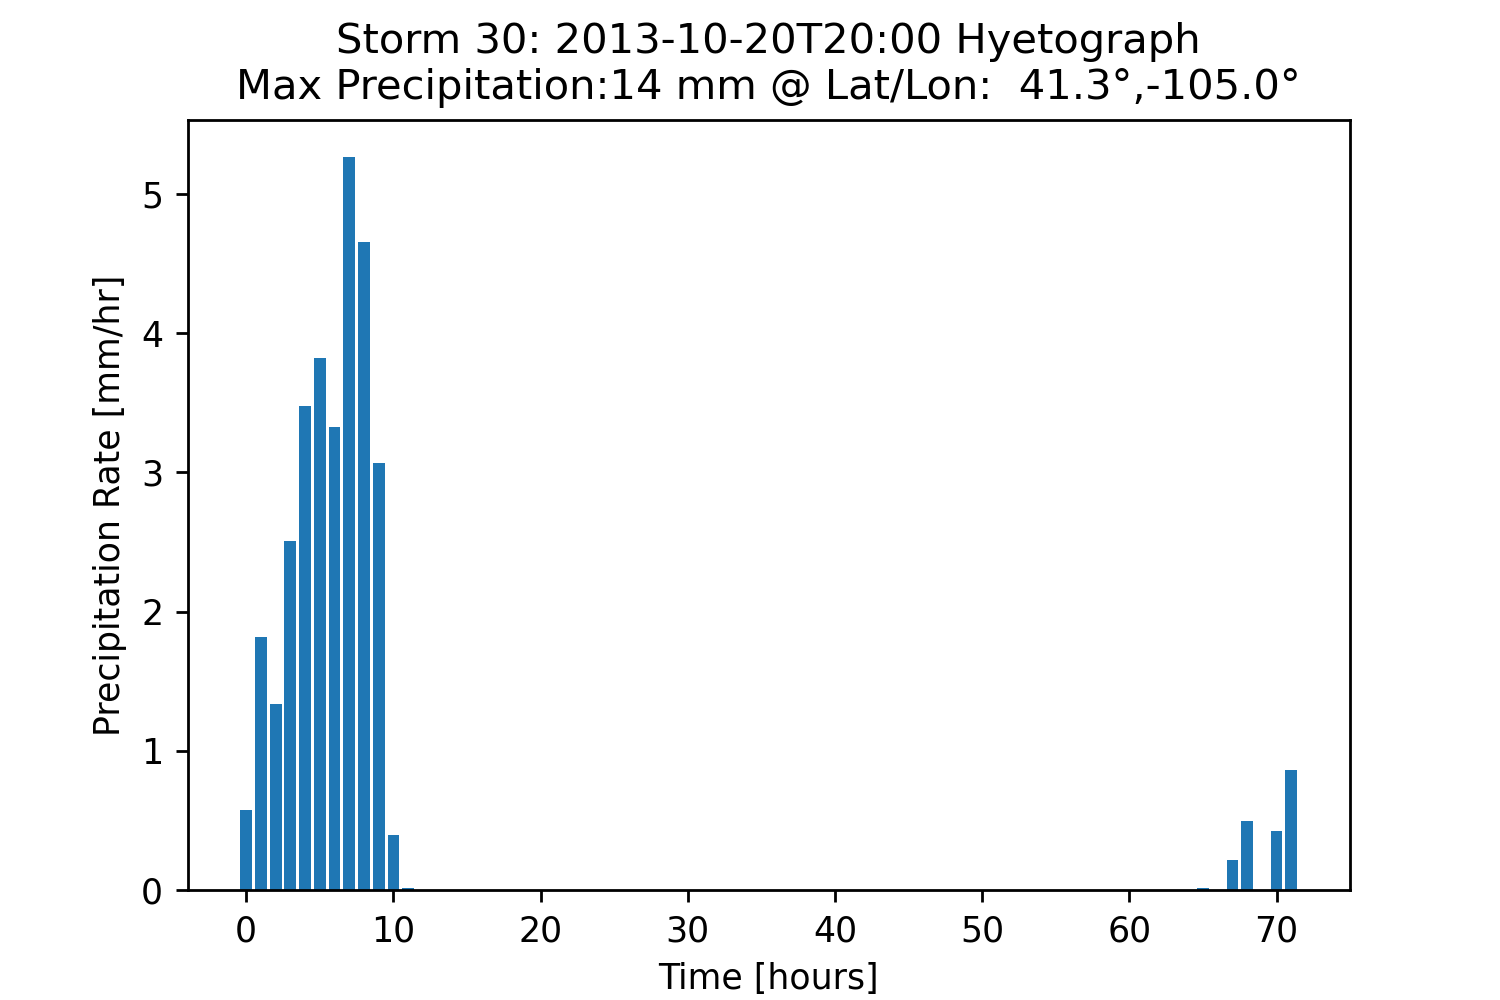 Storm 30: 2013-10-20T20:00 Hyetograph
Max Precipitation:14 mm @ Lat/Lon:  41.3°,-105.0°
Precipitation Rate [mm/hr]
5
4
3
2
1
0
0 10 20 30 40 50 60 70
Time [hours]